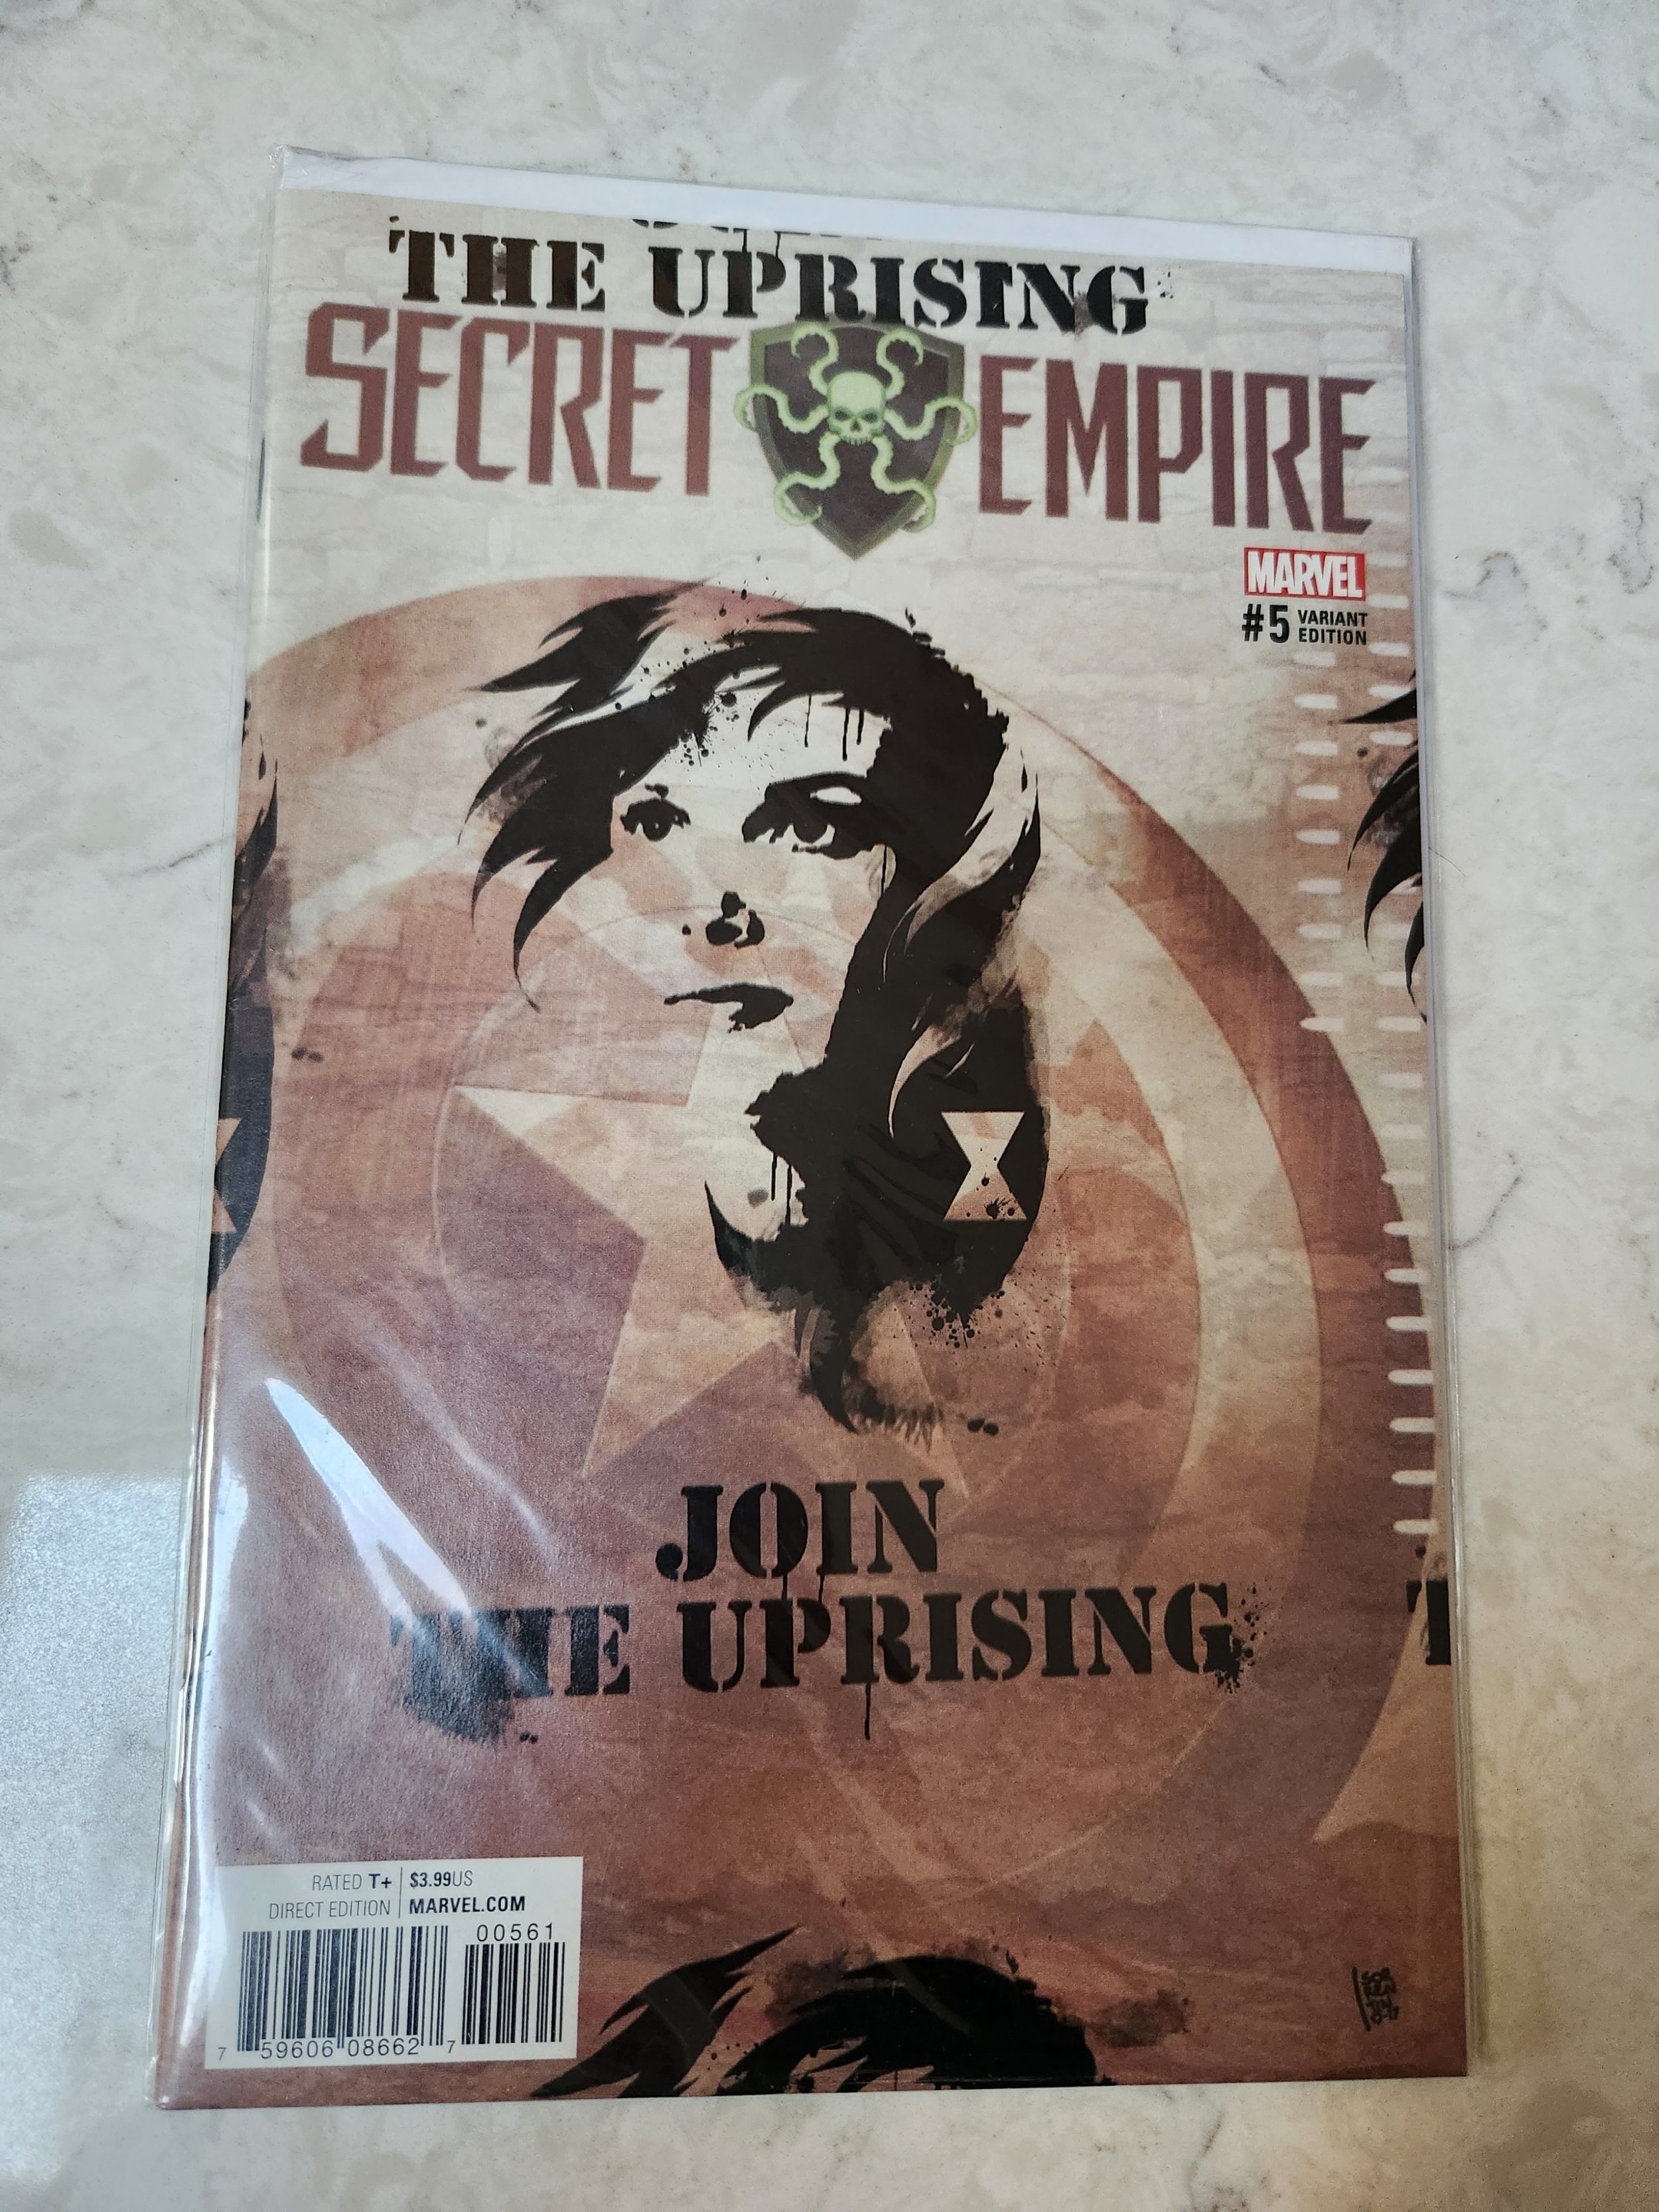 THE UPRISING
SECRET EMPIRE
MARVEL
#5 VARIANT
EDITION
JOIN
THE UPRISING
T
RATED T+ $3.99US
DIRECT EDITION MARVEL.COM
00561
7 59606 08662 7